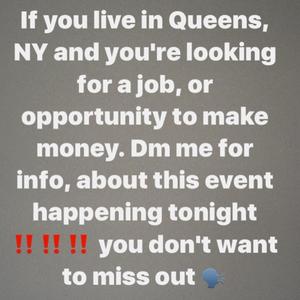 If you live in Queens,
NY and you're looking
for a job, or
opportunity to make
money. Dm me for
info, about this event
happening tonight
‼️‼️‼️ you don't want
to miss out 🗣️